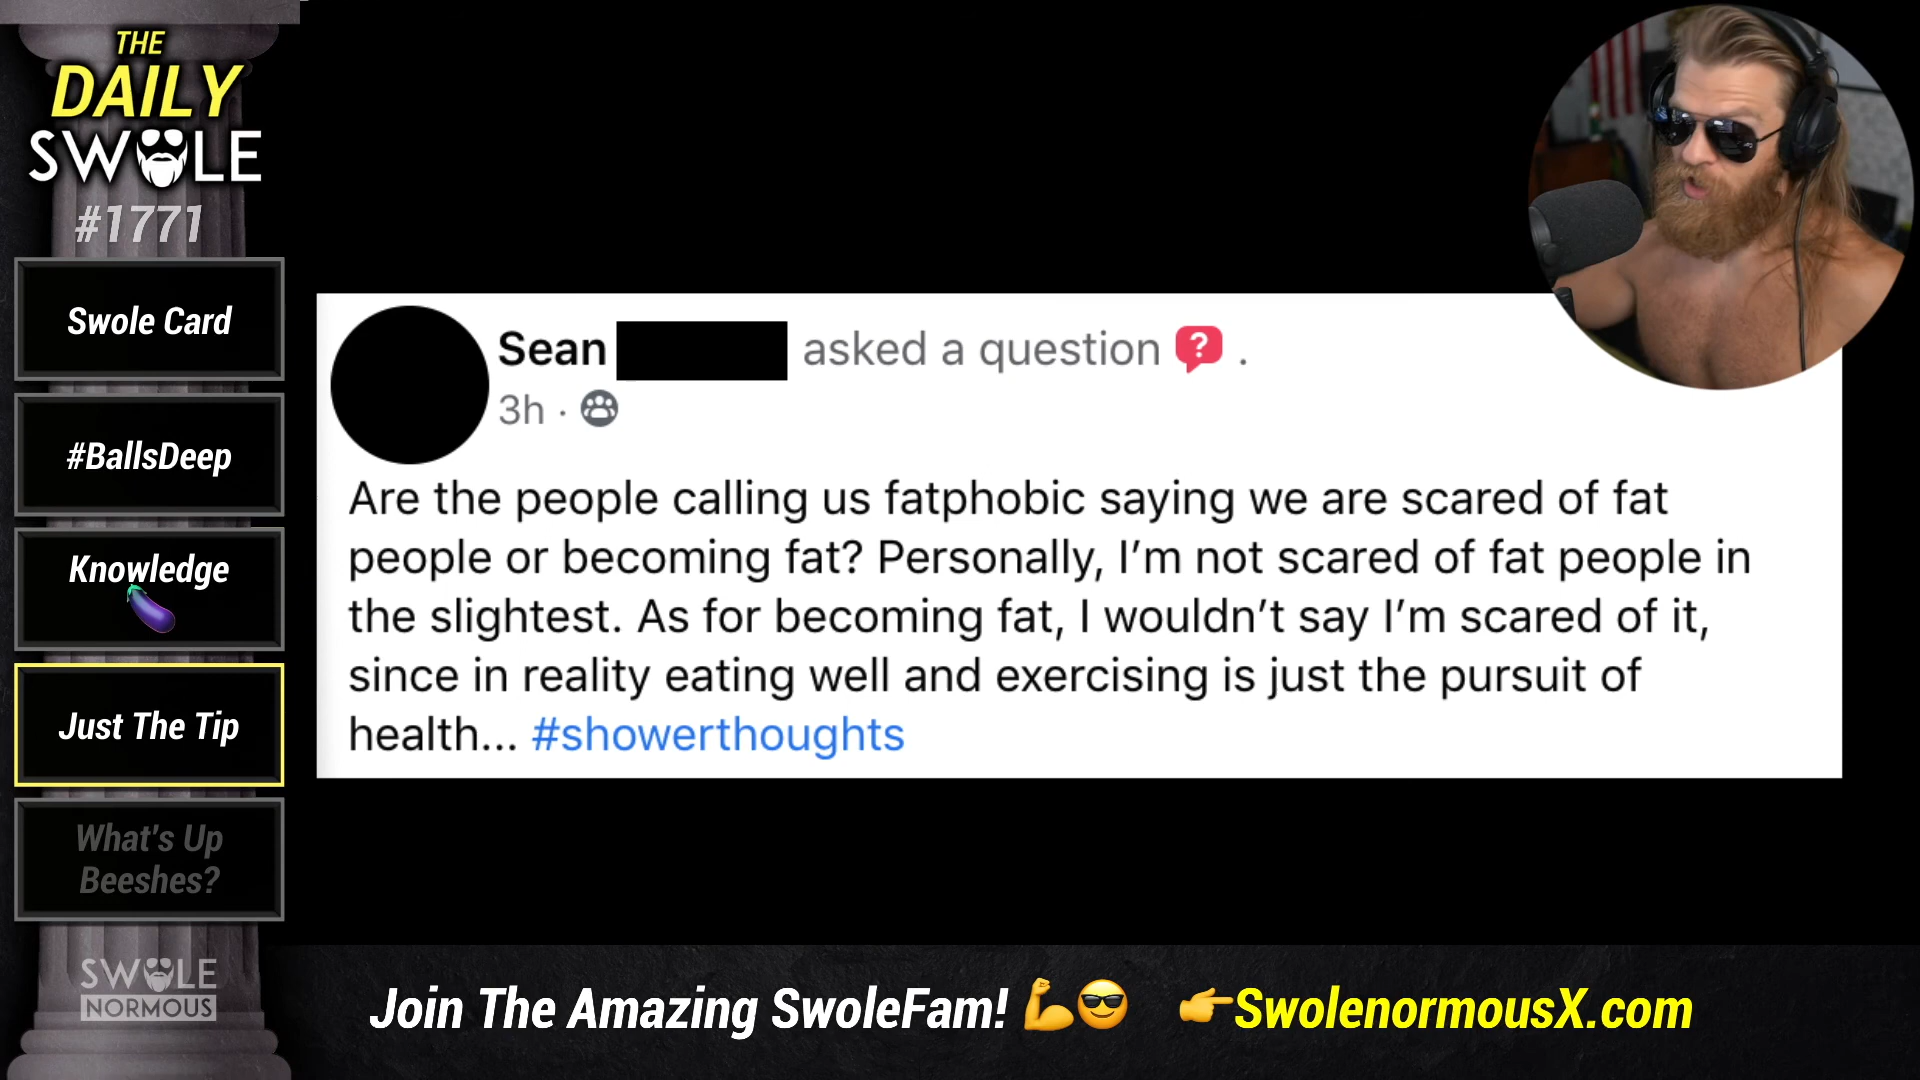 THE
DAILY
SWOLE
#1771
Swole Card
#BallsDeep
Knowledge
Just The Tip
What's Up
Beeshes?
SWOLE
NORMOUS
Sean asked a question
3h ·
Are the people calling us fatphobic saying we are scared of fat
people or becoming fat? Personally, I’m not scared of fat people in
the slightest. As for becoming fat, I wouldn’t say I’m scared of it,
since in reality eating well and exercising is just the pursuit of
health... #showerthoughts
Join The Amazing SwoleFam! 💪😎 👉SwolenormousX.com